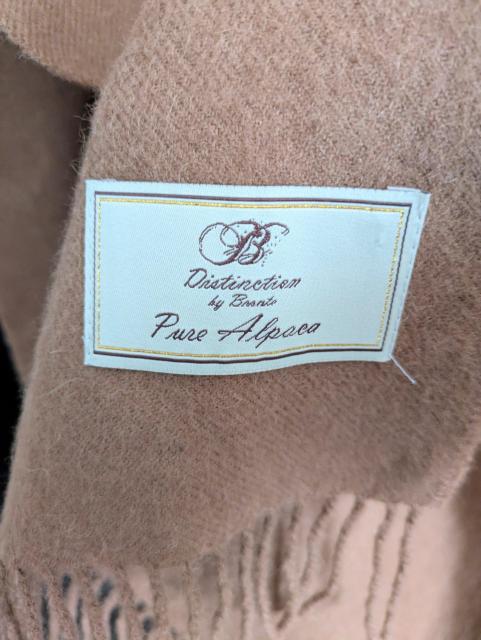 B
Distinction
by Bronte
Pure Alpaca